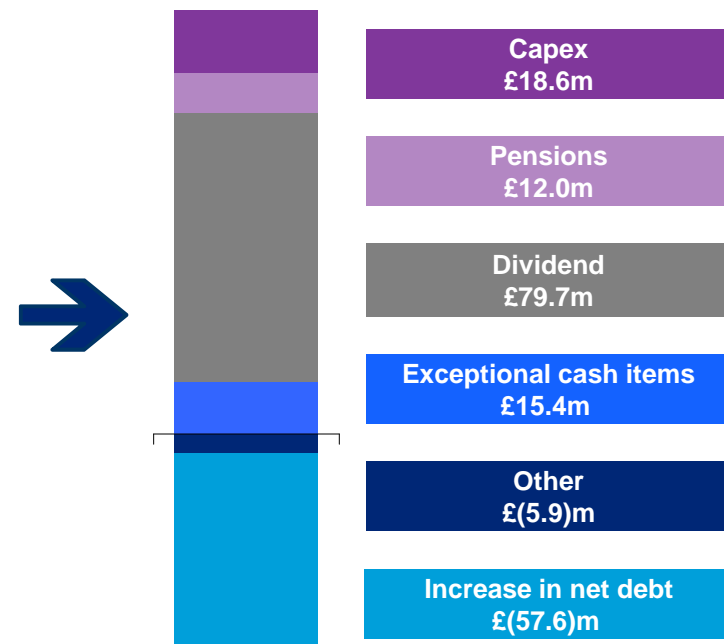 Capex
£18.6m
Pensions
£12.0m
Dividend
£79.7m
Exceptional cash items
£15.4m
Other
£(5.9)m
Increase in net debt
£(57.6)m